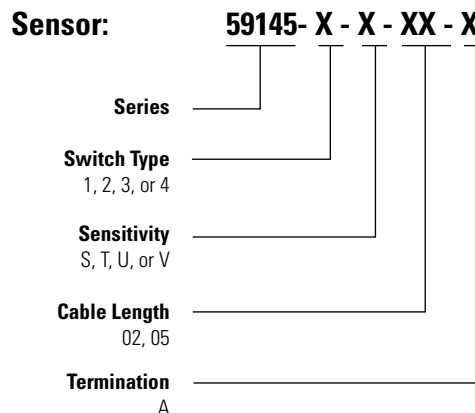 Sensor: 59145- X - X - XX - X
Series
Switch Type
1, 2, 3, or 4
Sensitivity
S, T, U, or V
Cable Length
02, 05
Termination
A